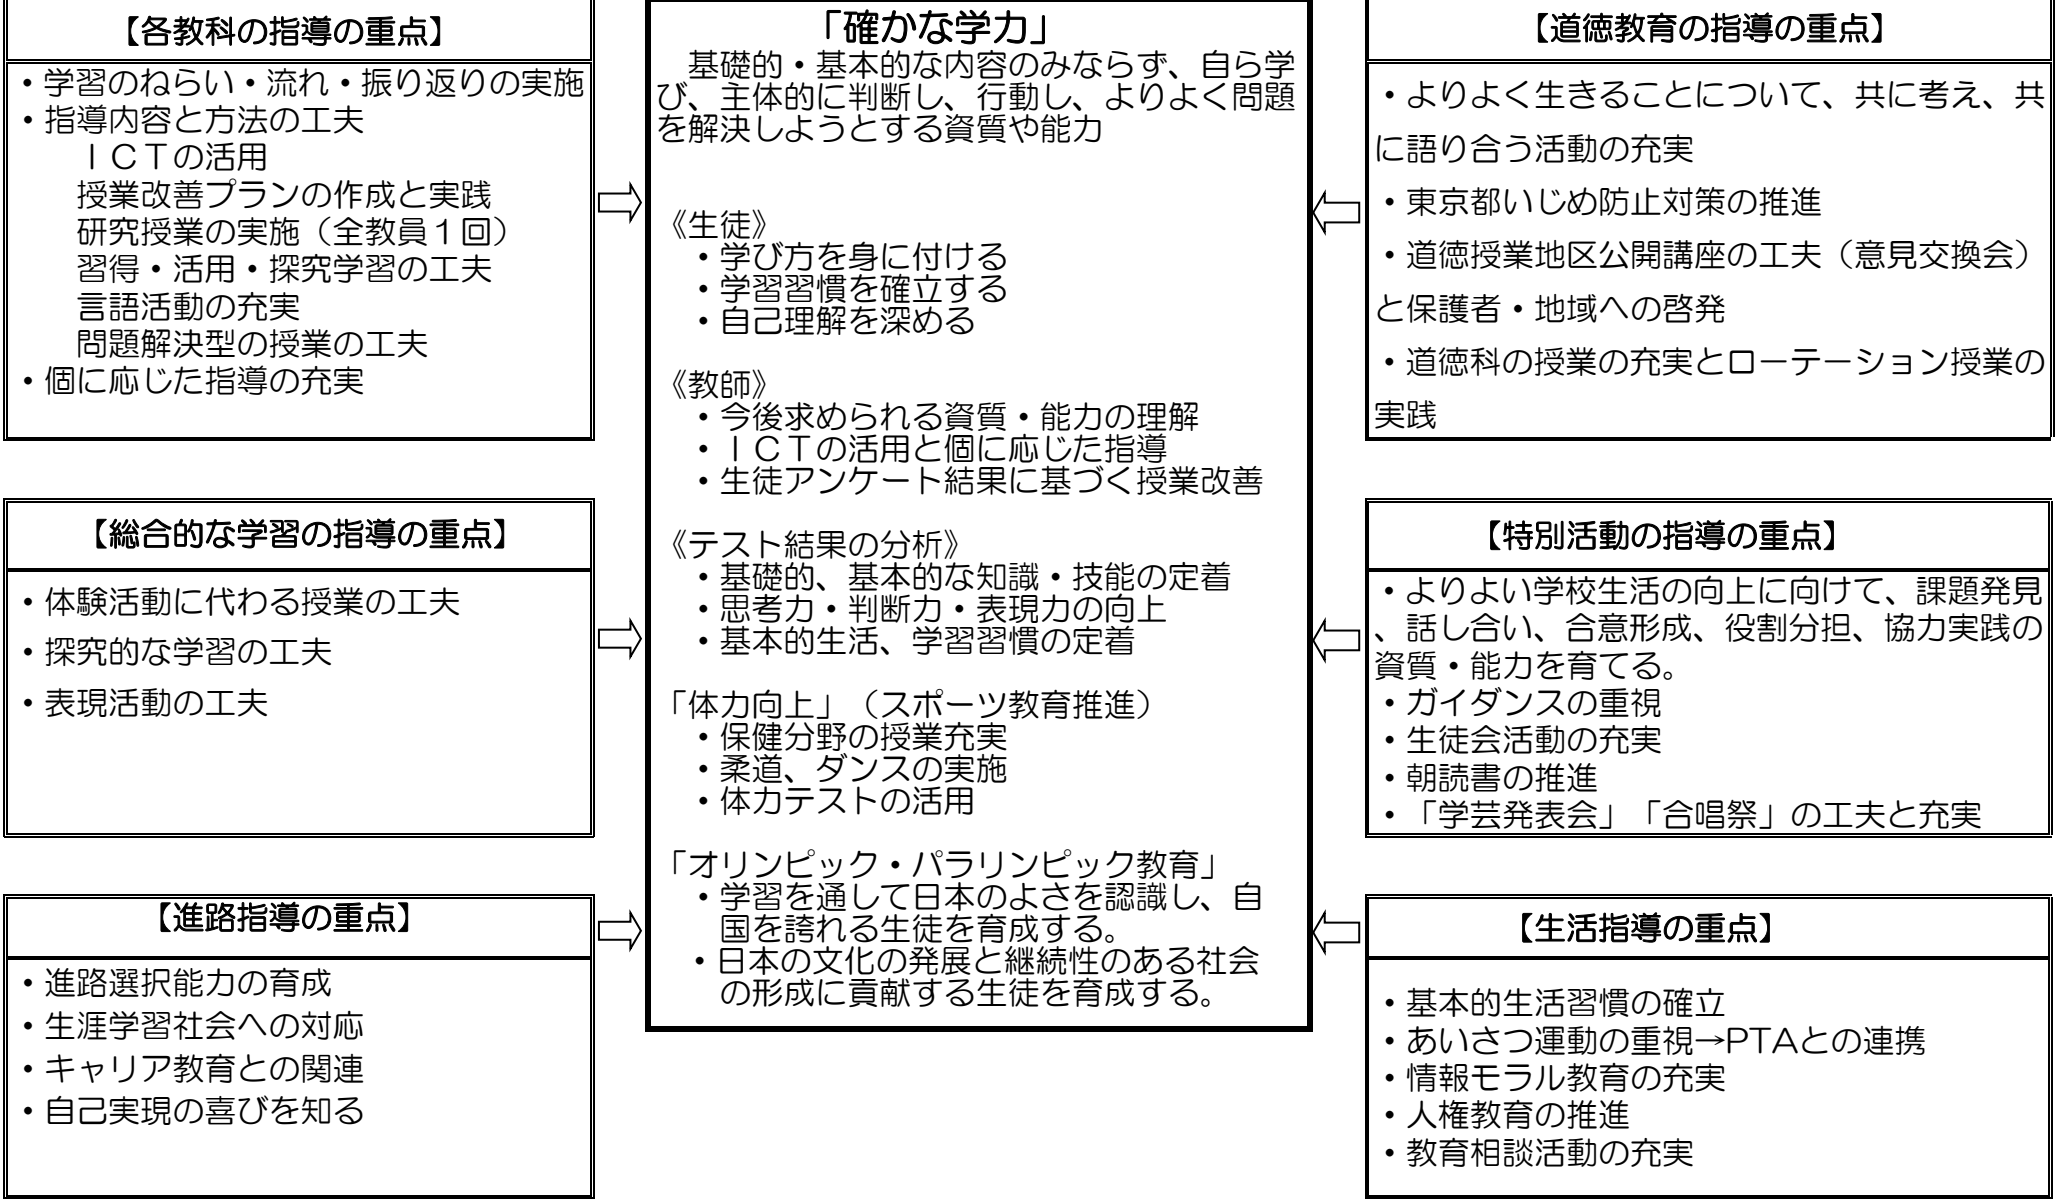 【各教科の指導の重点】
・学習のねらい・流れ・振り返りの実施
・指導内容と方法の工夫
ＩＣＴの活用
授業改善プランの作成と実践
研究授業の実施（全教員１回）
習得・活用・探究学習の工夫
言語活動の充実
問題解決型の授業の工夫
・個に応じた指導の充実
【総合的な学習の指導の重点】
・体験活動に代わる授業の工夫
・探究的な学習の工夫
・表現活動の工夫
【進路指導の重点】
・進路選択能力の育成
・生涯学習社会への対応
・キャリア教育との関連
・自己実現の喜びを知る
「確かな学力」
基礎的・基本的な内容のみならず、自ら学
び、主体的に判断し、行動し、よりよく問題
を解決しようとする資質や能力
《生徒》
・学び方を身に付ける
・学習習慣を確立する
・自己理解を深める
《教師》
・今後求められる資質・能力の理解
・ＩＣＴの活用と個に応じた指導
・生徒アンケート結果に基づく授業改善
《テスト結果の分析》
・基礎的、基本的な知識・技能の定着
・思考力・判断力・表現力の向上
・基本的生活、学習習慣の定着
「体力向上」（スポーツ教育推進）
・保健分野の授業充実
・柔道、ダンスの実施
・体力テストの活用
「オリンピック・パラリンピック教育」
・学習を通して日本のよさを認識し、自
国を誇れる生徒を育成する。
・日本の文化の発展と継続性のある社会
の形成に貢献する生徒を育成する。
【道徳教育の指導の重点】
・よりよく生きることについて、共に考え、共
に語り合う活動の充実
・東京都いじめ防止対策の推進
・道徳授業地区公開講座の工夫（意見交換会）
と保護者・地域への啓発
・道徳科の授業の充実とローテーション授業の
実践
【特別活動の指導の重点】
・よりよい学校生活の向上に向けて、課題発見
、話し合い、合意形成、役割分担、協力実践の
資質・能力を育てる。
・ガイダンスの重視
・生徒会活動の充実
・朝読書の推進
・「学芸発表会」「合唱祭」の工夫と充実
【生活指導の重点】
・基本的生活習慣の確立
・あいさつ運動の重視→PTAとの連携
・情報モラル教育の充実
・人権教育の推進
・教育相談活動の充実